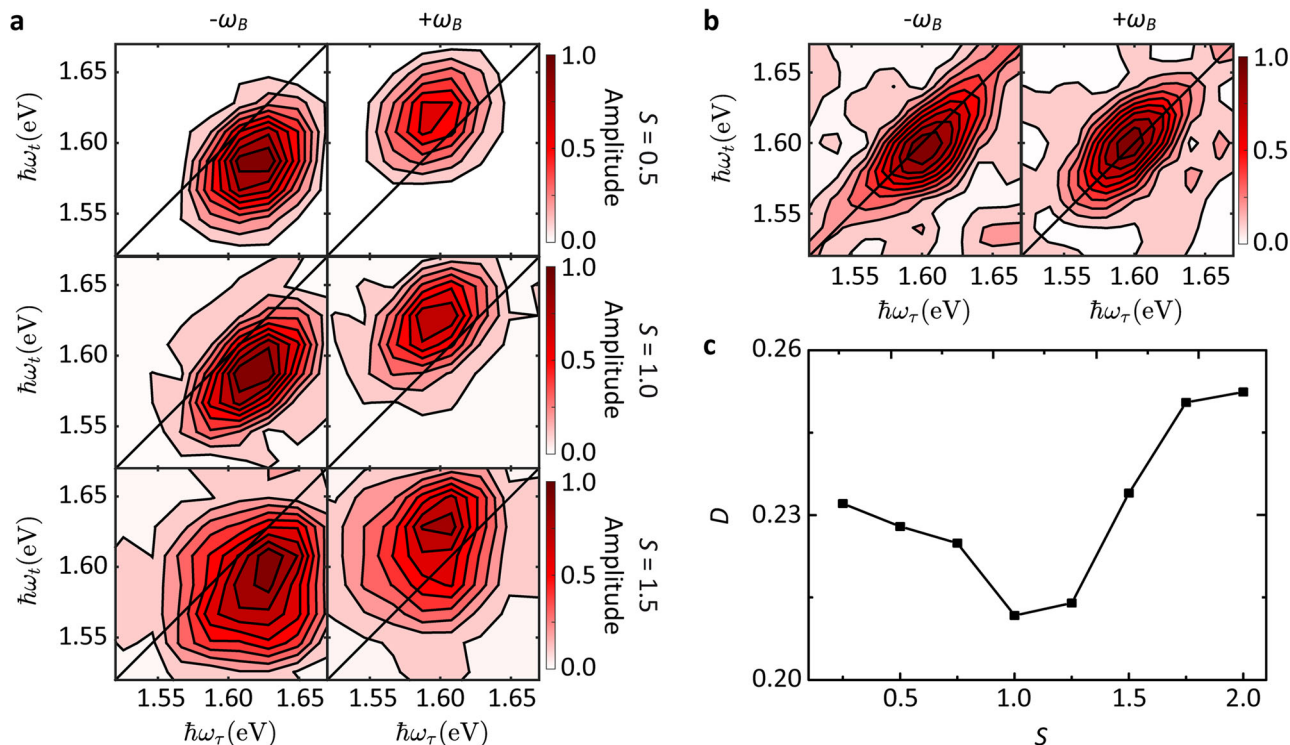 a
-ω_B
+ω_B
1.65
1.60
1.55
ħω_t(eV)
1.0
0.5
0.0
Amplitude
S = 0.5
1.65
1.60
1.55
ħω_t(eV)
1.0
0.5
0.0
Amplitude
S = 1.0
1.65
1.60
1.55
ħω_t(eV)
1.0
0.5
0.0
Amplitude
S = 1.5
1.55 1.60 1.65 1.55 1.60 1.65
ħω_τ(eV) ħω_τ(eV)
b
-ω_B
+ω_B
1.65
1.60
1.55
ħω_t(eV)
1.0
0.5
0.0
1.55 1.60 1.65 1.55 1.60 1.65
ħω_τ(eV) ħω_τ(eV)
c
0.26
0.23
0.20
D
0.5 1.0 1.5 2.0
S